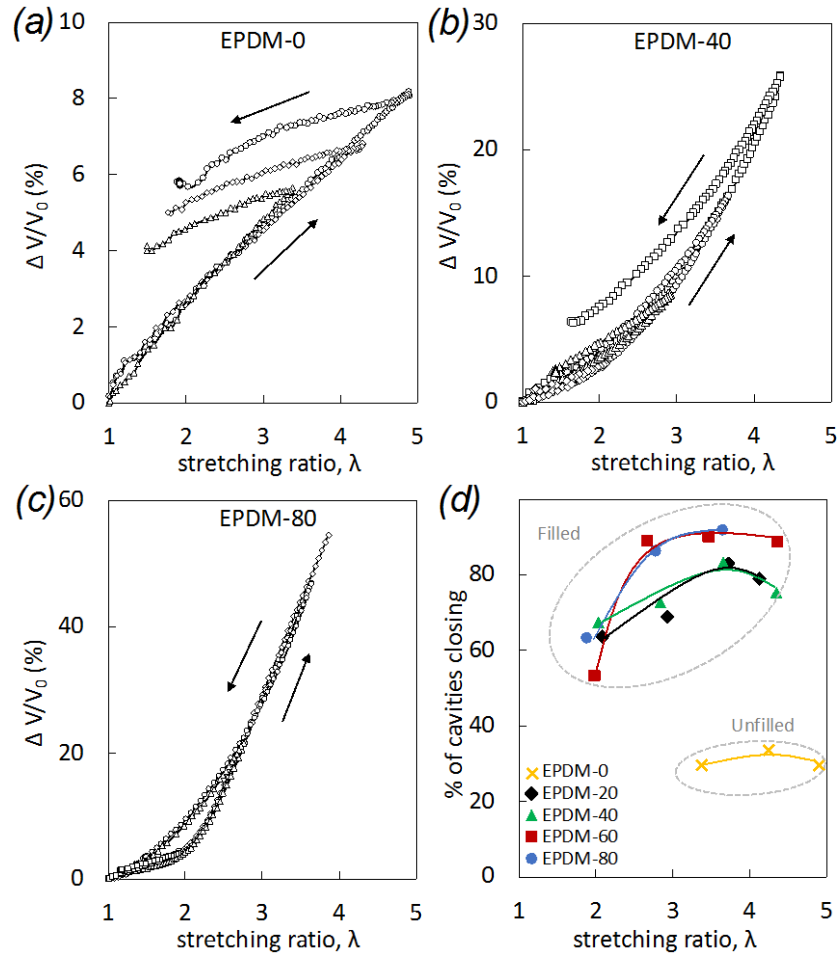 (a)
EPDM-0
10
8
6
4
2
0
Δ V/V0 (%)
1 2 3 4 5
stretching ratio, λ
(b)
EPDM-40
30
20
10
0
Δ V/V0 (%)
1 2 3 4 5
stretching ratio, λ
(c)
EPDM-80
60
40
20
0
Δ V/V0 (%)
1 2 3 4 5
stretching ratio, λ
(d)
Filled
Unfilled
EPDM-0
EPDM-20
EPDM-40
EPDM-60
EPDM-80
80
60
40
20
0
% of cavities closing
1 2 3 4 5
stretching ratio, λ